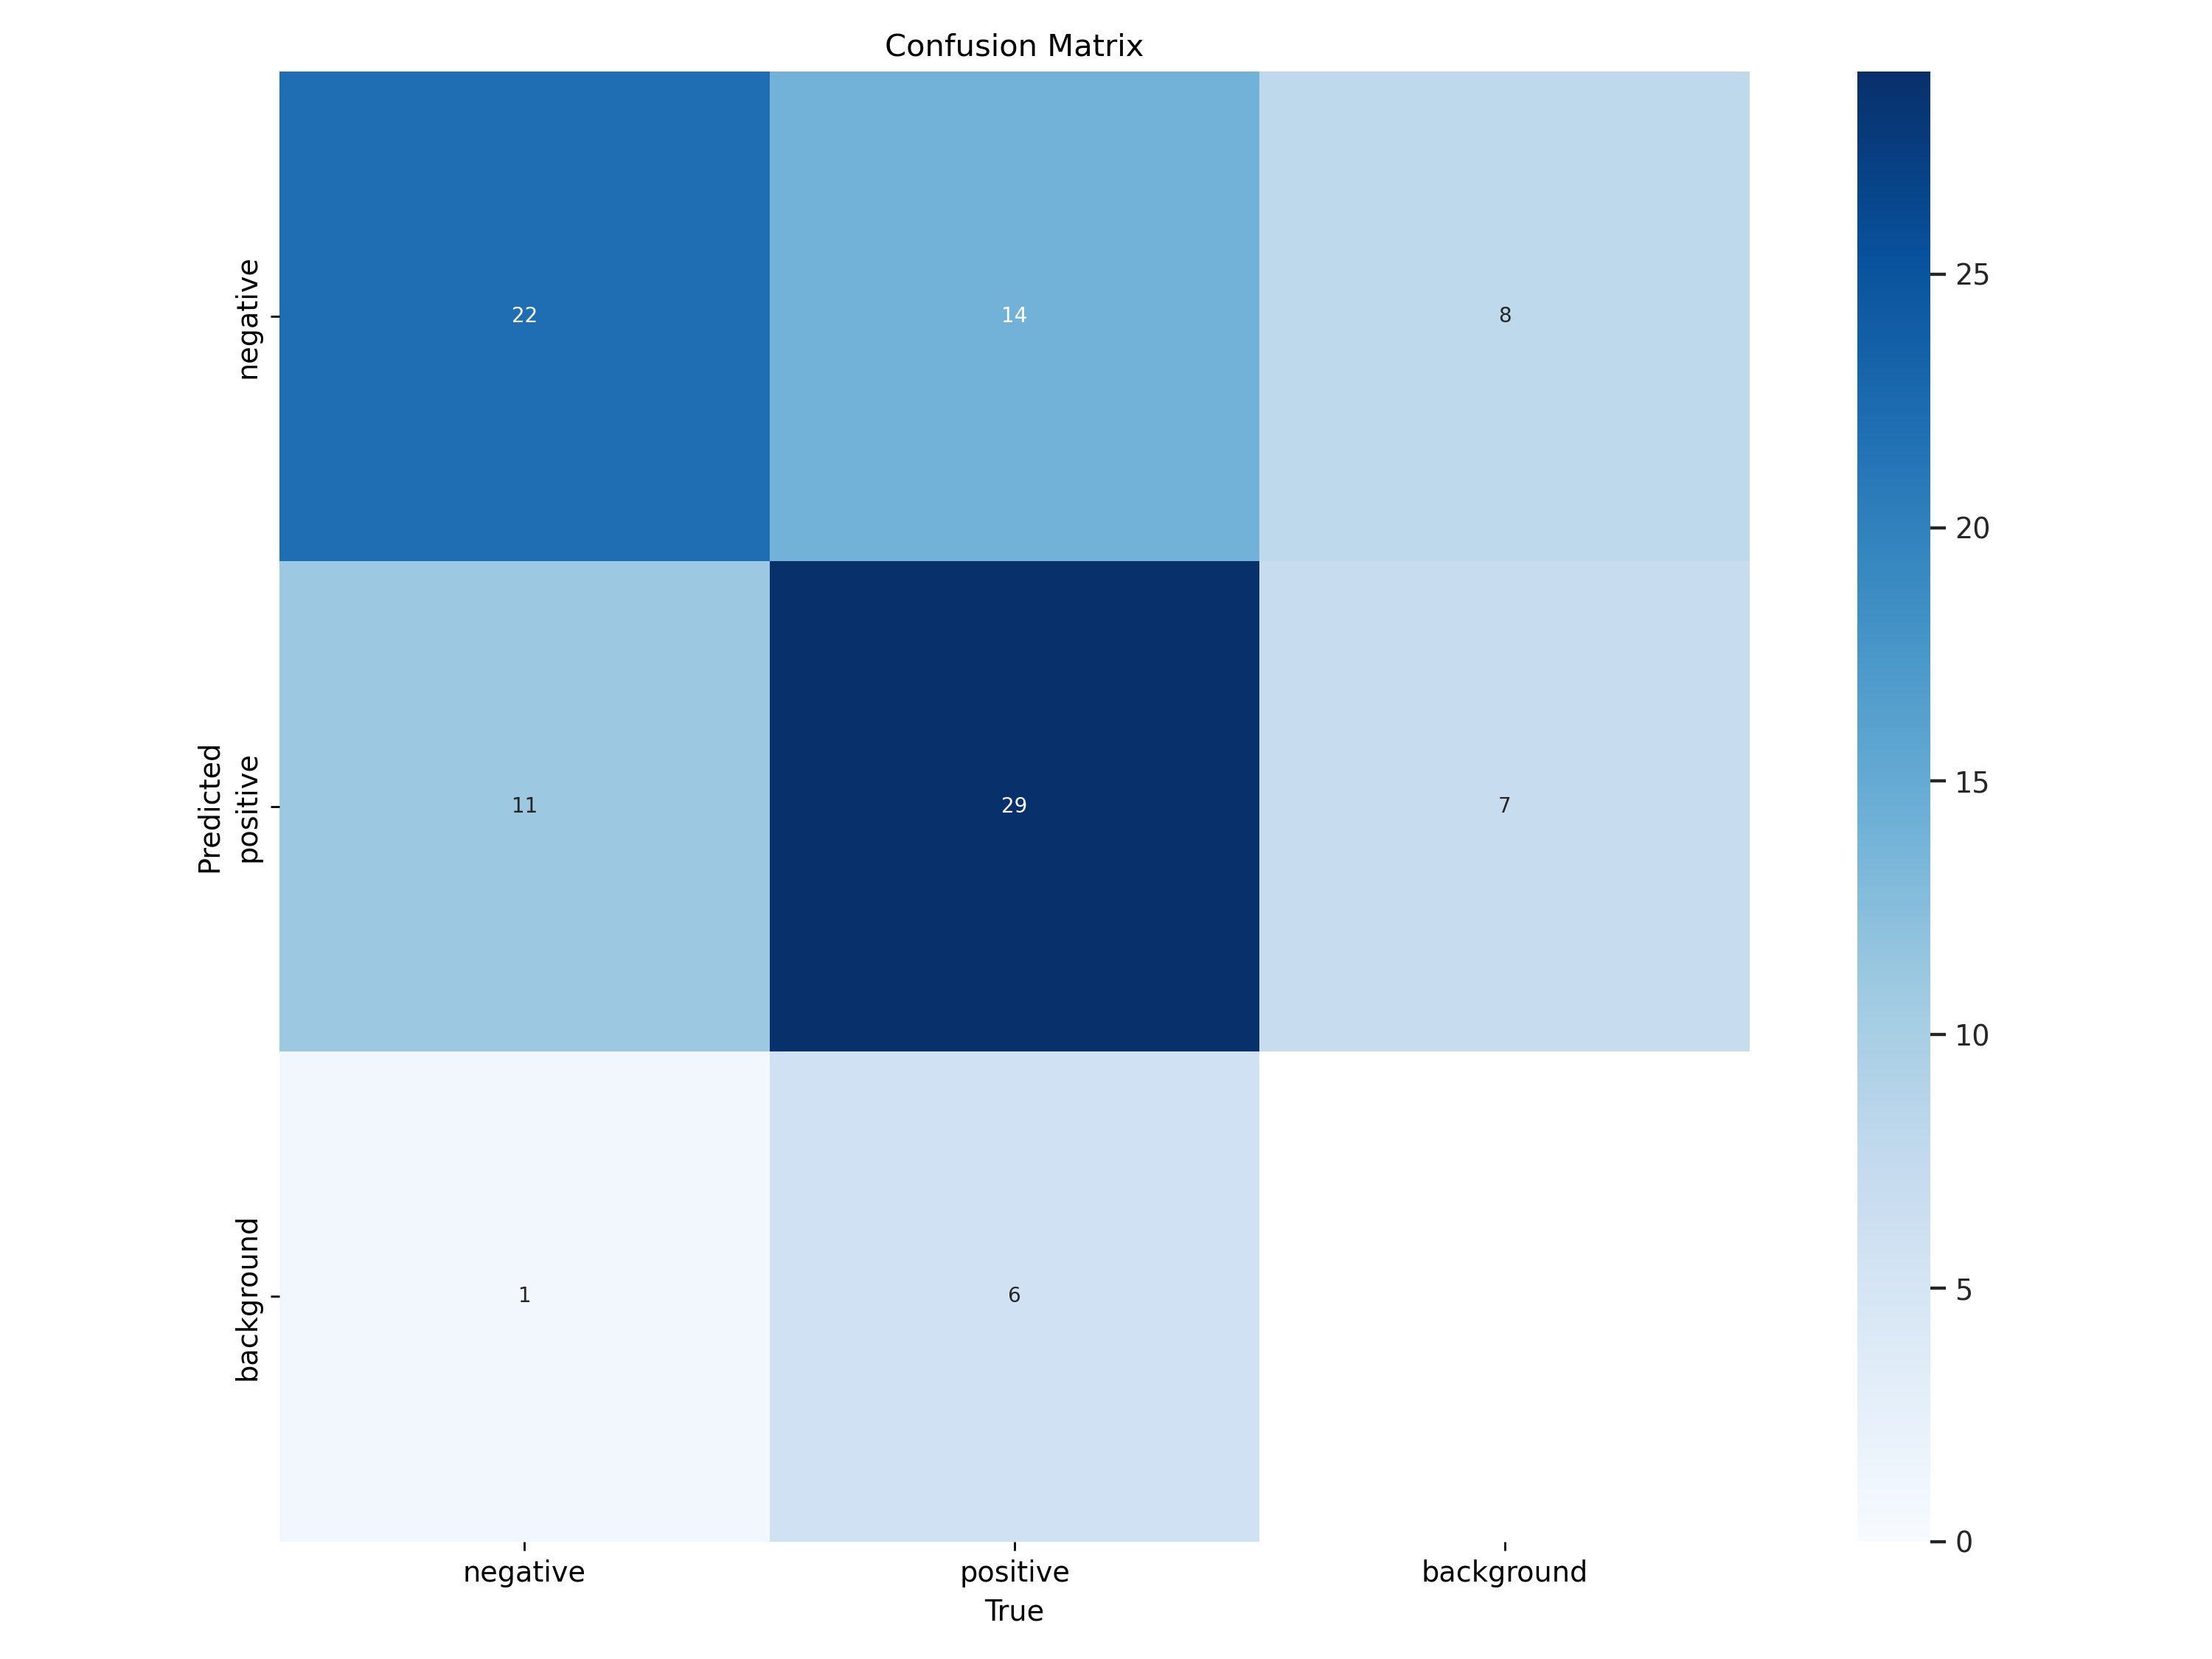 Confusion Matrix
negative
22
14
8
25
20
Predicted
positive
11
29
7
15
10
background
1
6
5
0
negative
positive
background
True